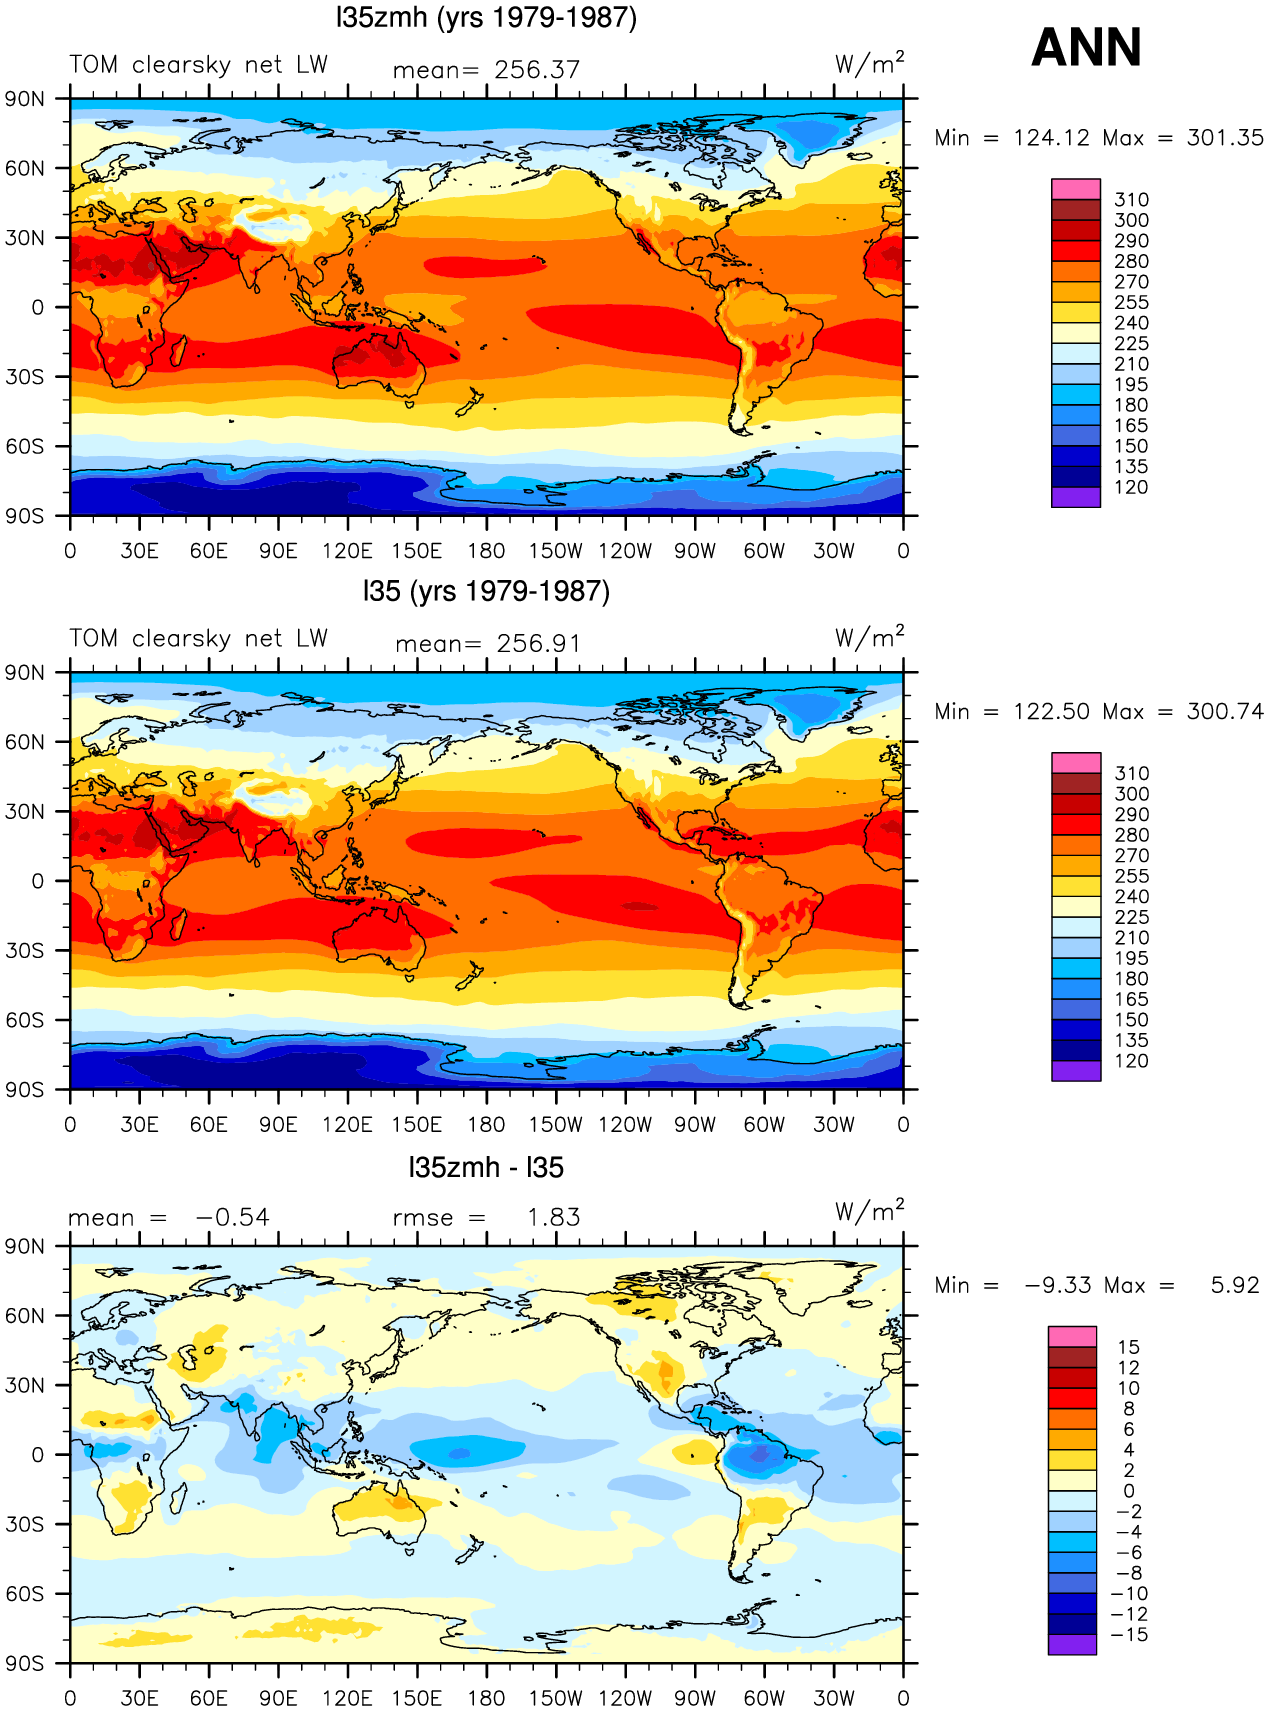 l35zmh (yrs 1979-1987)
ANN
TOM clearsky net LW mean= 256.37 W/m²
Min = 124.12 Max = 301.35
90N
60N
30N
0
30S
60S
90S
0 30E 60E 90E 120E 150E 180 150W 120W 90W 60W 30W 0
310
300
290
280
270
255
240
225
210
195
180
165
150
135
120
l35 (yrs 1979-1987)
TOM clearsky net LW mean= 256.91 W/m²
Min = 122.50 Max = 300.74
90N
60N
30N
0
30S
60S
90S
0 30E 60E 90E 120E 150E 180 150W 120W 90W 60W 30W 0
310
300
290
280
270
255
240
225
210
195
180
165
150
135
120
l35zmh - l35
mean = −0.54 rmse = 1.83 W/m²
Min = −9.33 Max = 5.92
90N
60N
30N
0
30S
60S
90S
0 30E 60E 90E 120E 150E 180 150W 120W 90W 60W 30W 0
15
12
10
8
6
4
2
0
−2
−4
−6
−8
−10
−12
−15